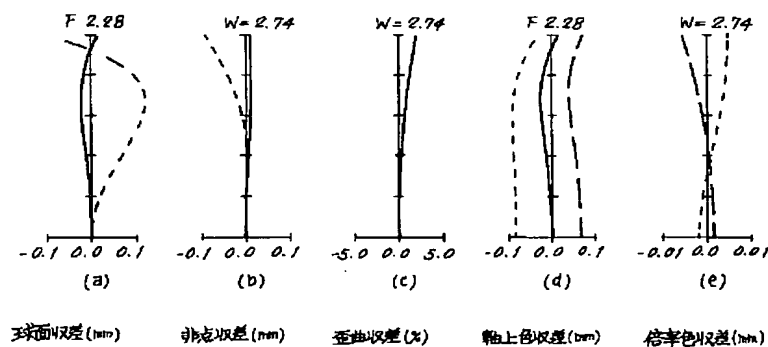 F 2.28 W=2.74 W=2.74 F 2.28 W=2.74
-0.1 0.0 0.1 -0.1 0.0 0.1 -5.0 0.0 5.0 -0.1 0.0 0.1 -0.01 0.0 0.01
(a) (b) (c) (d) (e)
球面収差(mm) 非点収差(mm) 歪曲収差(%) 軸上色収差(mm) 倍率色収差(mm)